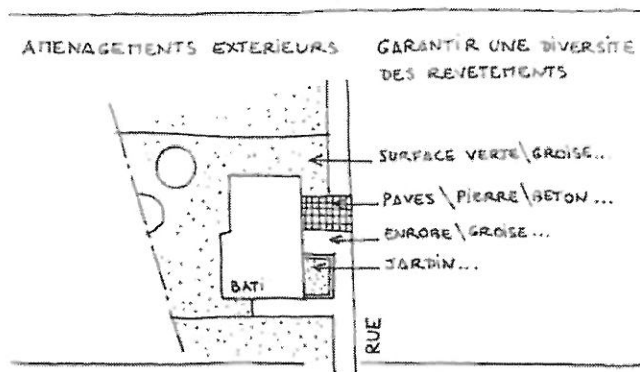 AMENAGEMENTS EXTERIEURS
GARANTIR UNE DIVERSITE
DES REVETEMENTS
SURFACE VERTE\GROISE...
PAVES\PIERRE\BETON...
ENROBE\GROISE...
JARDIN...
BATI
RUE